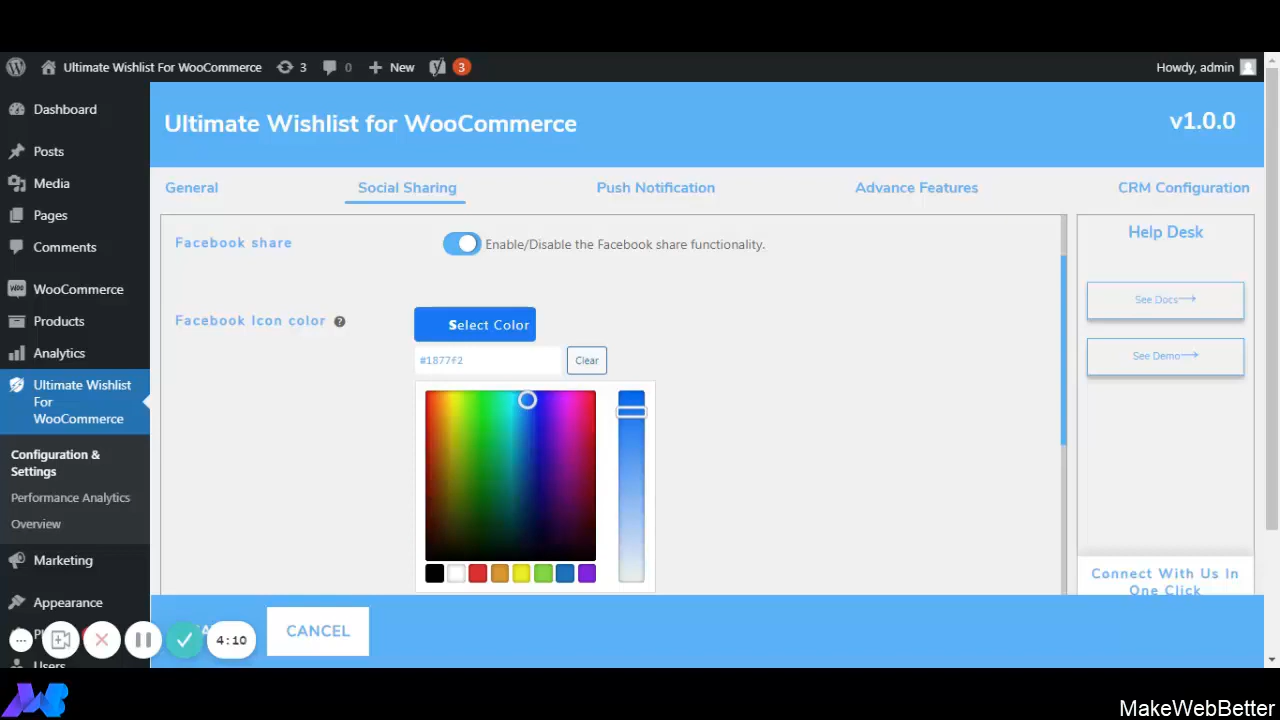 Ultimate Wishlist For WooCommerce 3 0 New 3 Howdy, admin
Dashboard
Posts
Media
Pages
Comments
WooCommerce
Products
Analytics
Ultimate Wishlist
For
WooCommerce
Configuration &
Settings
Performance Analytics
Overview
Marketing
Appearance
Users
Ultimate Wishlist for WooCommerce
v1.0.0
General Social Sharing Push Notification Advance Features CRM Configuration
Facebook share Enable/Disable the Facebook share functionality.
Facebook Icon color ? Select Color
#1877f2 Clear
Help Desk
See Docs→
See Demo→
Connect With Us In
One Click
CANCEL
4:10
MakeWebBetter